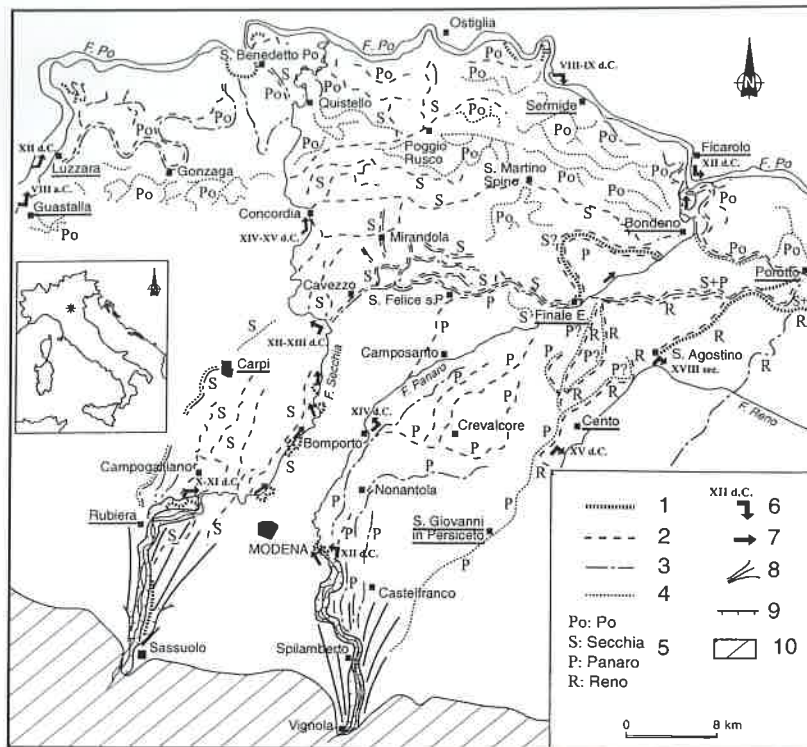 Ostiglia
F. Po
F. Po
S. Benedetto Po
VIII-IX d.C.
N
Quistello
Sermide
XII d.C.
Luzzara
Poggio
Rusco
Ficarolo
XII d.C.
F. Po
Gonzaga
S. Martino
Spino
VIII a.C.
Guastalla
Concordia
XIV-XV d.C.
Mirandola
Bondeno
Cavezzo
S. Felice s.P.
S?
S+P
Porotto
Finale E.
XII-XIII d.C.
F. Secchia
Carpi
Camposanto
F. Panaro
P?
P?
P?
S. Agostino
XVIII sec.
F. Reno
XIV d.C.
Crevalcore
Cento
XV d.C.
Bomporto
Campogalliano
X-XI d.C.
Nonantola
Rubiera
S. Giovanni
in Persiceto
MODENA
XII d.C.
Castelfranco
Sassuolo
Spilamberto
Vignola
1
2
3
4
Po: Po
S: Secchia
P: Panaro
R: Reno
5
XII d.C.
6
7
8
9
10
0 8 km